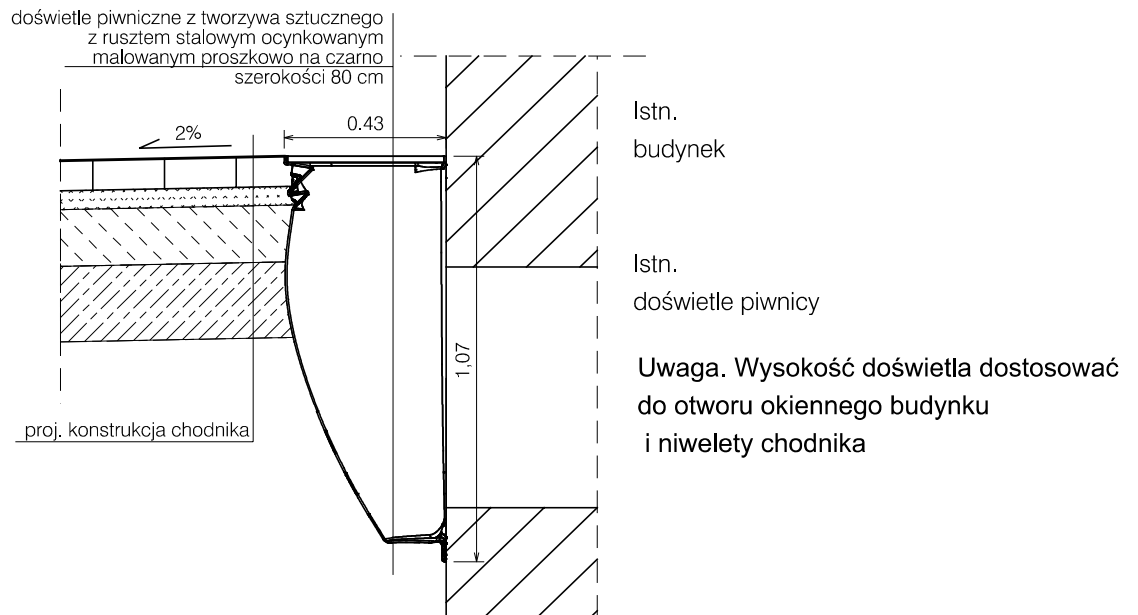 doświetle piwniczne z tworzywa sztucznego
z rusztem stalowym ocynkowanym
malowanym proszkowo na czarno
szerokości 80 cm
2%
0.43
Istn.
budynek
Istn.
doświetle piwnicy
1,07
Uwaga. Wysokość doświetla dostosować
do otworu okiennego budynku
i niwelety chodnika
proj. konstrukcja chodnika